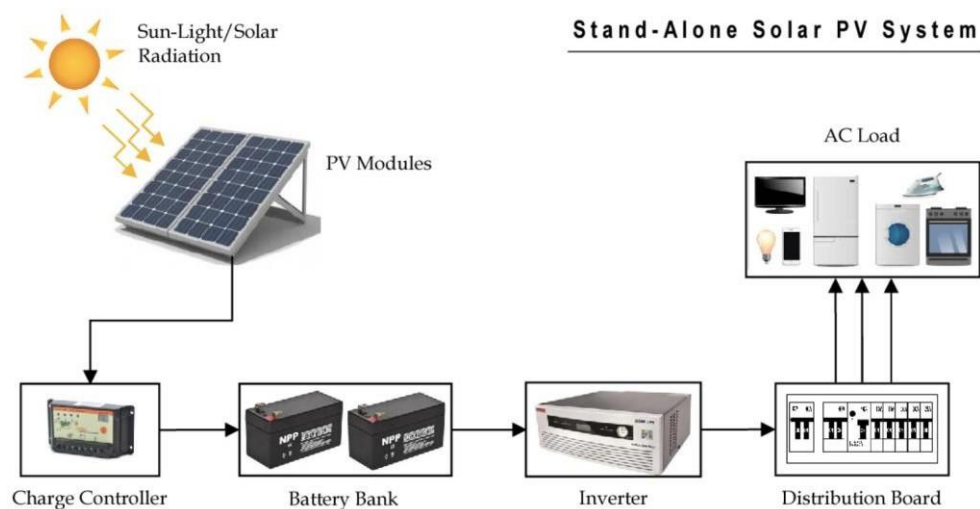 Stand-Alone Solar PV System
Sun-Light/Solar
Radiation
PV Modules
AC Load
NPP
NPP
Charge Controller
Battery Bank
Inverter
Distribution Board